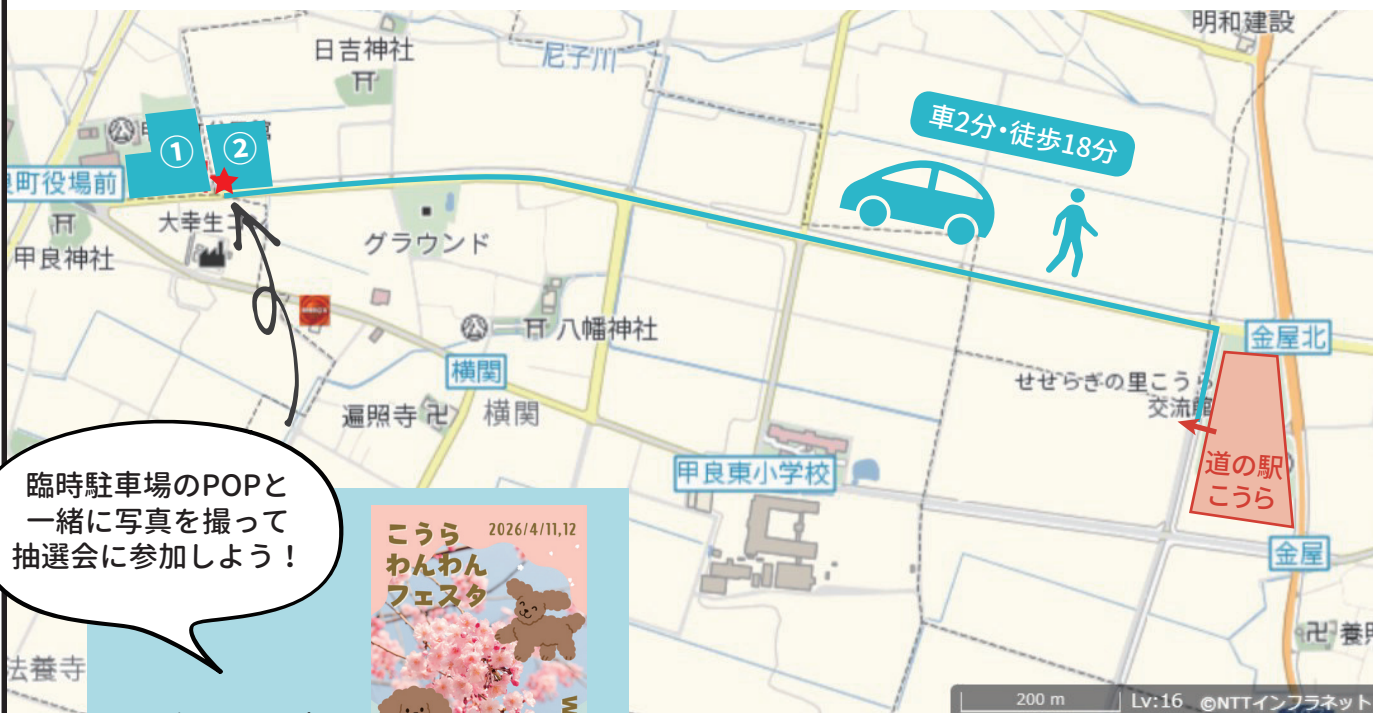 明和建設
日吉神社
尼子川
車2分・徒歩18分
①
②
町役場前
大幸生コン
グラウンド
甲良神社
八幡神社
金屋北
横関
せせらぎの里こうら
交流館
遍照寺
横関
道の駅
こうら
甲良東小学校
臨時駐車場のPOPと
一緒に写真を撮って
抽選会に参加しよう！
こうら
わんわん
フェスタ
2026/4/11,12
金屋
法養寺
200 m
Lv:16 ©NTTインフラネット